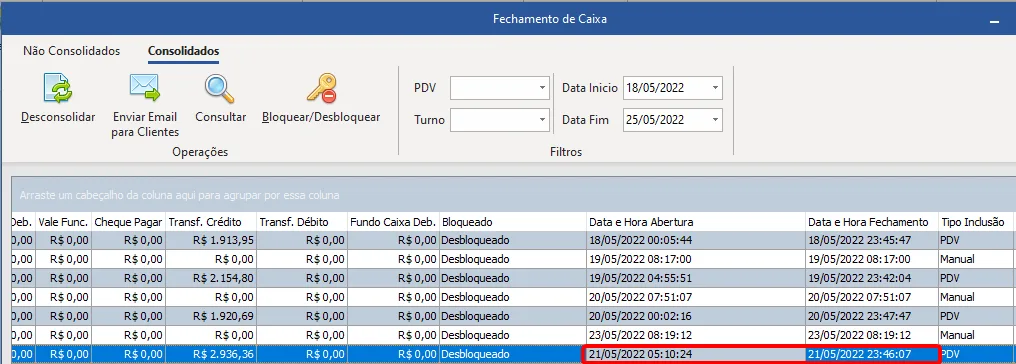 Fechamento de Caixa
Não Consolidados Consolidados
Desconsolidar
Enviar Email para Clientes
Consultar
Bloquear/Desbloquear
Operações
PDV
Turno
Data Inicio 18/05/2022
Data Fim 25/05/2022
Filtros
Arraste um cabeçalho da coluna aqui para agrupar por essa coluna
Deb. Vale Func. Cheque Pagar Transf. Crédito Transf. Débito Fundo Caixa Deb. Bloqueado Data e Hora Abertura Data e Hora Fechamento Tipo Inclusão
0,00 R$ 0,00 R$ 0,00 R$ 1.913,95 R$ 0,00 R$ 0,00 Desbloqueado 18/05/2022 00:05:44 18/05/2022 23:45:47 PDV
0,00 R$ 0,00 R$ 0,00 R$ 0,00 R$ 0,00 R$ 0,00 Desbloqueado 19/05/2022 08:17:00 19/05/2022 08:17:00 Manual
0,00 R$ 0,00 R$ 0,00 R$ 2.154,80 R$ 0,00 R$ 0,00 Desbloqueado 19/05/2022 04:55:51 19/05/2022 23:42:04 PDV
0,00 R$ 0,00 R$ 0,00 R$ 0,00 R$ 0,00 R$ 0,00 Desbloqueado 20/05/2022 07:51:07 20/05/2022 07:51:07 Manual
0,00 R$ 0,00 R$ 0,00 R$ 1.920,69 R$ 0,00 R$ 0,00 Desbloqueado 20/05/2022 00:02:16 20/05/2022 23:47:47 PDV
0,00 R$ 0,00 R$ 0,00 R$ 0,00 R$ 0,00 R$ 0,00 Desbloqueado 23/05/2022 08:19:12 23/05/2022 08:19:12 Manual
0,00 R$ 0,00 R$ 0,00 R$ 2.936,36 R$ 0,00 R$ 0,00 Desbloqueado 21/05/2022 05:10:24 21/05/2022 23:46:07 PDV